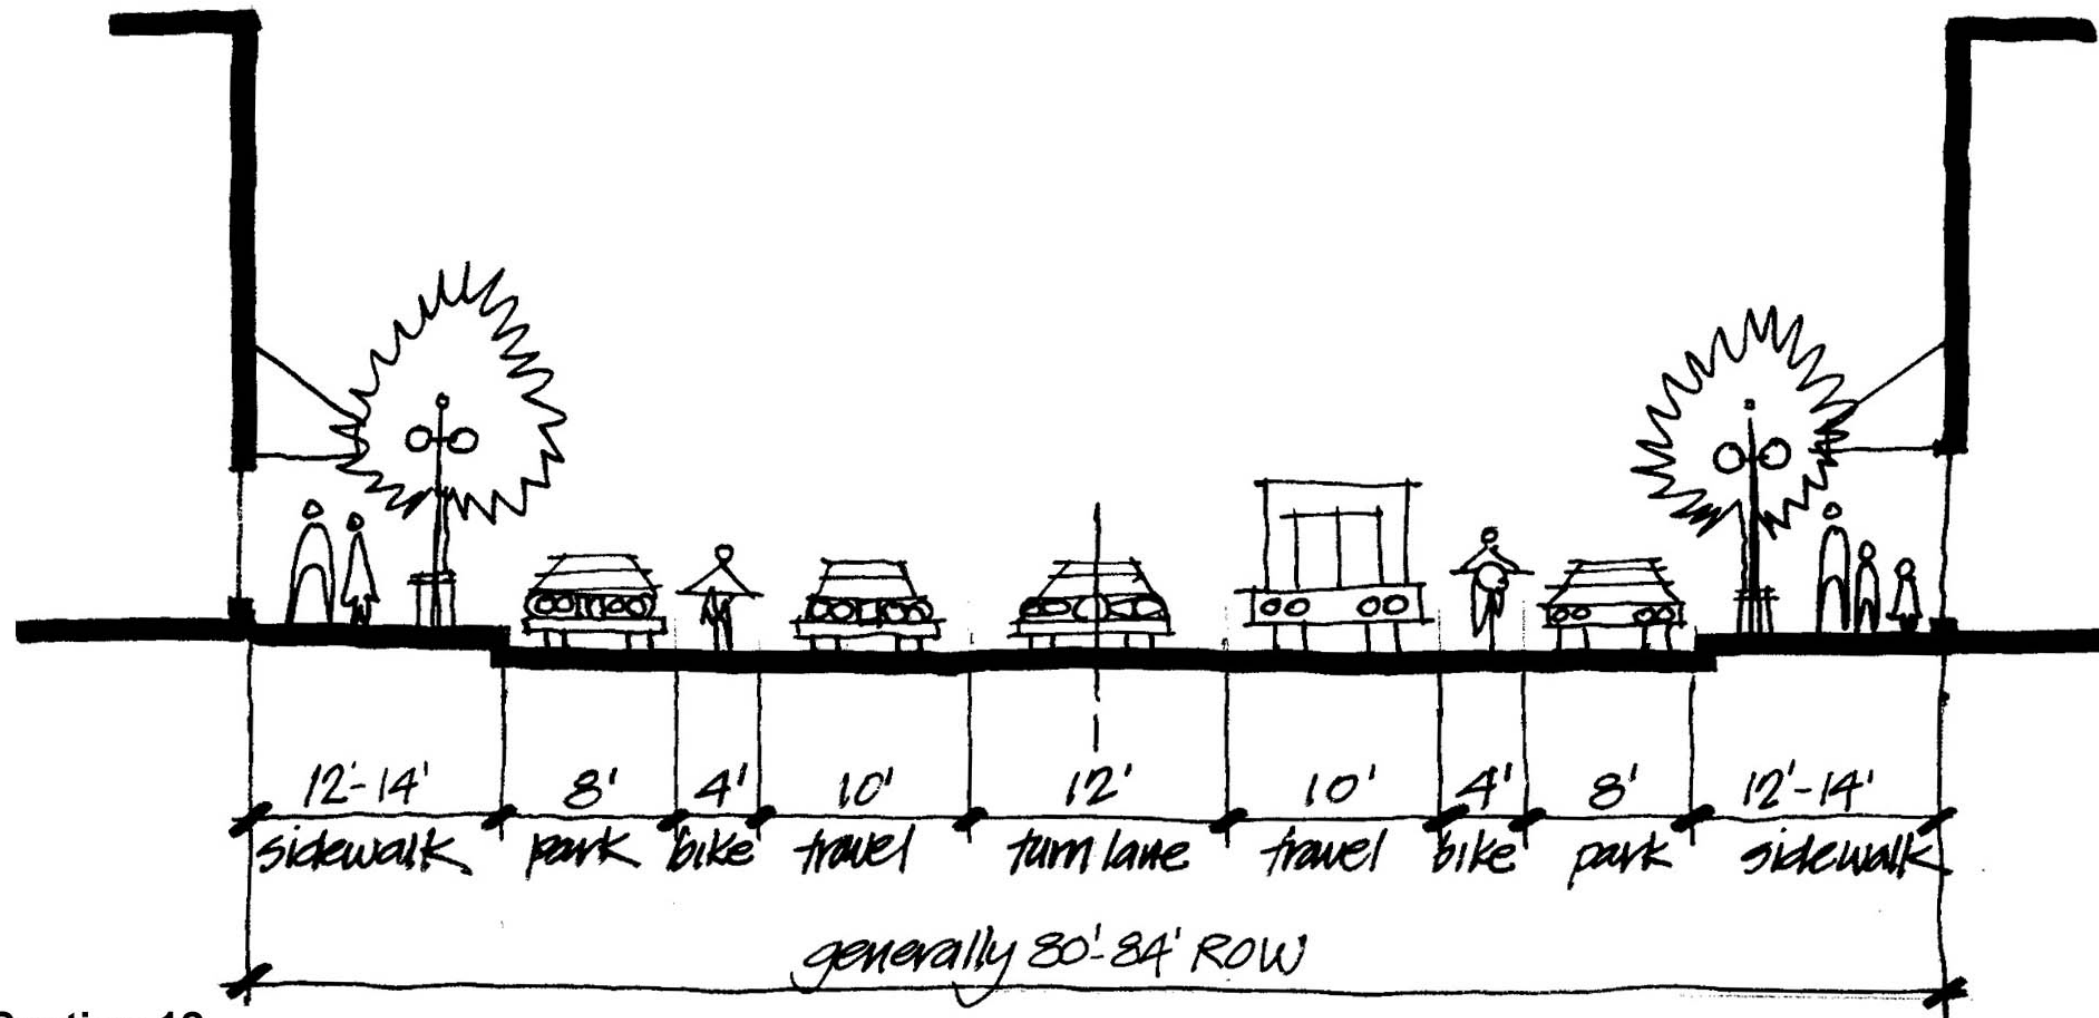 12'-14' 8' 4' 10' 12' 10' 4' 8' 12'-14'
sidewalk park bike travel turn lane travel bike park sidewalk
generally 80'-84' ROW